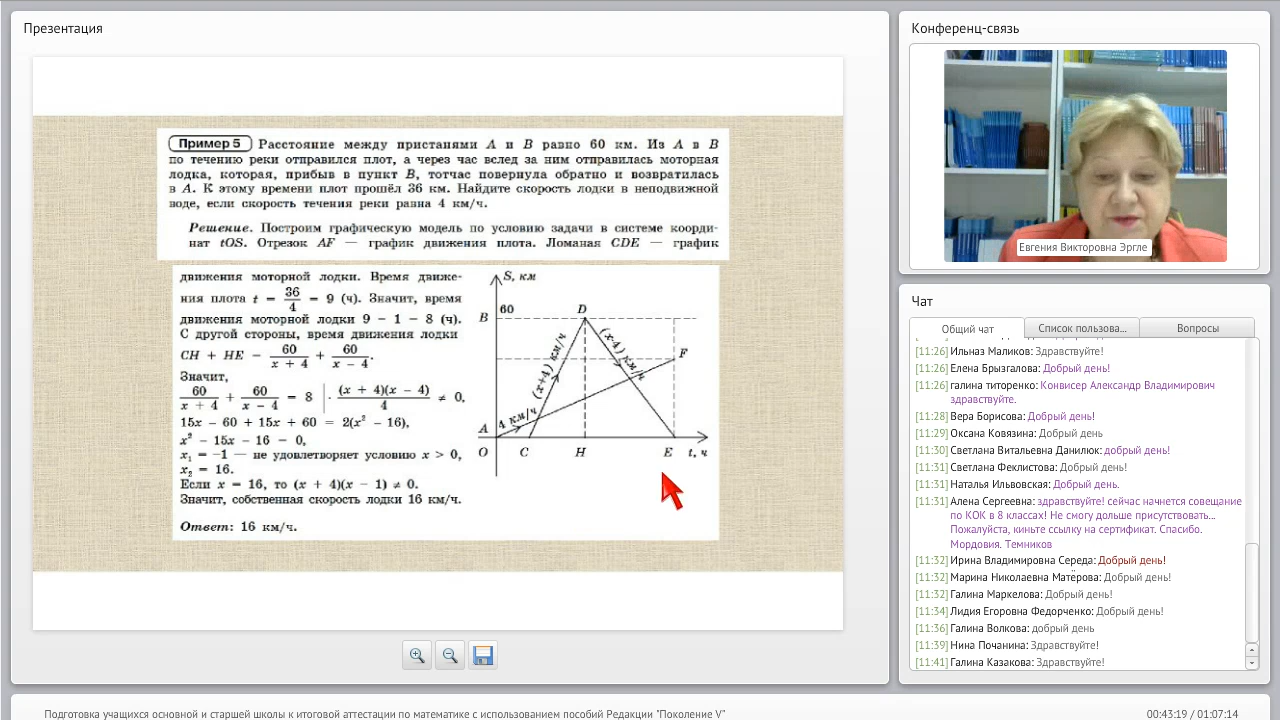 Презентация
Пример 5 Расстояние между пристанями A и B равно 60 км. Из A в B
по течению реки отправился плот, а через час вслед за ним отправилась моторная
лодка, которая, прибыв в пункт B, тотчас повернула обратно и возвратилась
в A. К этому времени плот прошёл 36 км. Найдите скорость лодки в неподвижной
воде, если скорость течения реки равна 4 км/ч.
Решение. Построим графическую модель по условию задачи в системе коорди-
нат tOS. Отрезок AF — график движения плота. Ломаная CDE — график
движения моторной лодки. Время движе-
ния плота t = 36/4 = 9 (ч). Значит, время
движения моторной лодки 9 − 1 − 8 (ч).
С другой стороны, время движения лодки
CH + HE − 60/(x + 4) + 60/(x − 4).
Значит,
60/(x + 4) + 60/(x − 4) = 8 | · (x + 4)(x − 4)/4 ≠ 0,
15x − 60 + 15x + 60 = 2(x² − 16),
x² − 15x − 16 − 0,
x₁ = −1 — не удовлетворяет условию x > 0,
x₂ = 16.
Если x = 16, то (x + 4)(x − 1) ≠ 0.
Значит, собственная скорость лодки 16 км/ч.
Ответ: 16 км/ч.
S, км
B 60 D
F
(x+4) км/ч
(x-4) км/ч
4 км/ч
A
O C H E t, ч
Конференц-связь
Евгения Викторовна Эргле
Чат
Общий чат Список пользова... Вопросы
[11:26] Ильназ Маликов: Здравствуйте!
[11:26] Елена Брызгалова: Добрый день!
[11:26] галина титоренко: Конвисер Александр Владимирович
здравствуйте.
[11:28] Вера Борисова: Добрый день!
[11:29] Оксана Ковязина: Добрый день
[11:30] Светлана Витальевна Данилюк: добрый день!
[11:31] Светлана Феклистова: Добрый день!
[11:31] Наталья Ильвовская: Добрый день.
[11:31] Алена Сергеевна: здравствуйте! сейчас начнется совещание
по КОК в 8 классах! Не смогу дольше присутствовать...
Пожалуйста, киньте ссылку на сертификат. Спасибо.
Мордовия. Темников
[11:32] Ирина Владимировна Середа: Добрый день!
[11:32] Марина Николаевна Матёрова: Добрый день!
[11:32] Галина Маркелова: Добрый день!
[11:34] Лидия Егоровна Федорченко: Добрый день!
[11:36] Галина Волкова: добрый день
[11:39] Нина Почанина: Здравствуйте!
[11:41] Галина Казакова: Здравствуйте!
Подготовка учащихся основной и старшей школы к итоговой аттестации по математике с использованием пособий Редакции "Поколение V"
00:43:19 / 01:07:14